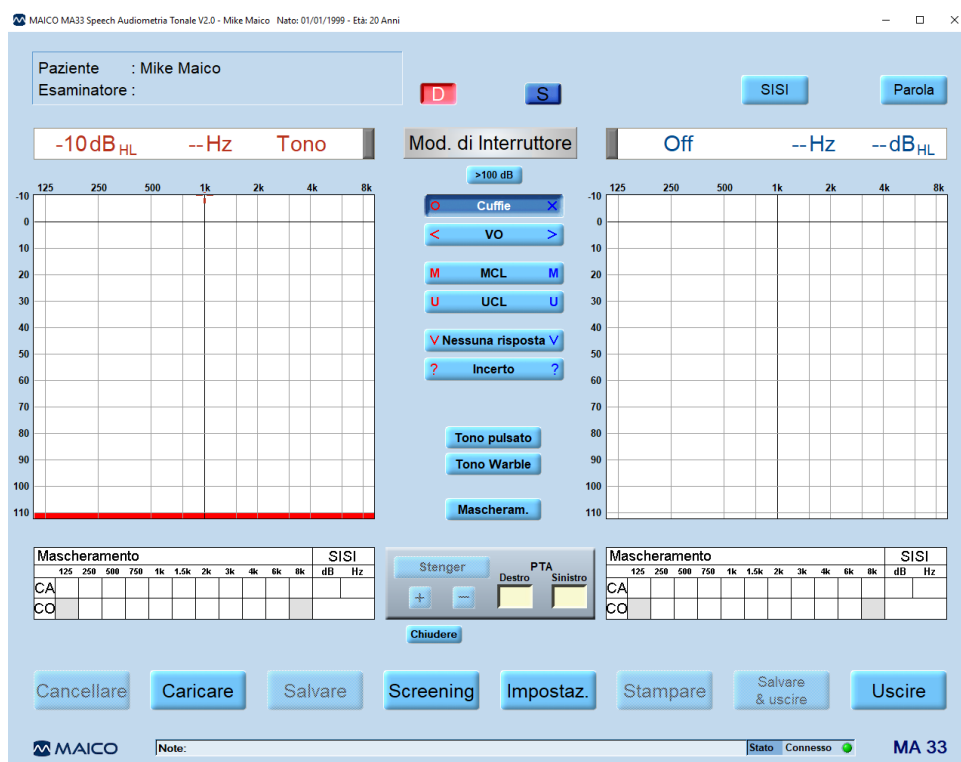 MAICO MA33 Speech Audiometria Tonale V2.0 - Mike Maico Nato: 01/01/1999 - Età: 20 Anni
Paziente : Mike Maico
Esaminatore :
D S SISI Parola
-10 dB HL --Hz Tono Mod. di Interruttore Off --Hz --dB HL
>100 dB
125 250 500 1k 2k 4k 8k
-10
0
10
20
30
40
50
60
70
80
90
100
110
O Cuffie X
< VO >
M MCL M
U UCL U
V Nessuna risposta V
? Incerto ?
Tono pulsato
Tono Warble
Mascheram.
125 250 500 1k 2k 4k 8k
-10
0
10
20
30
40
50
60
70
80
90
100
110
Mascheramento SISI
125 250 500 750 1k 1.5k 2k 3k 4k 6k 8k dB Hz
CA
CO
Stenger PTA
Destro Sinistro
+ ~
Chiudere
Mascheramento SISI
125 250 500 750 1k 1.5k 2k 3k 4k 6k 8k dB Hz
CA
CO
Cancellare Caricare Salvare Screening Impostaz. Stampare Salvare & uscire Uscire
MAICO Note: Stato Connesso MA 33